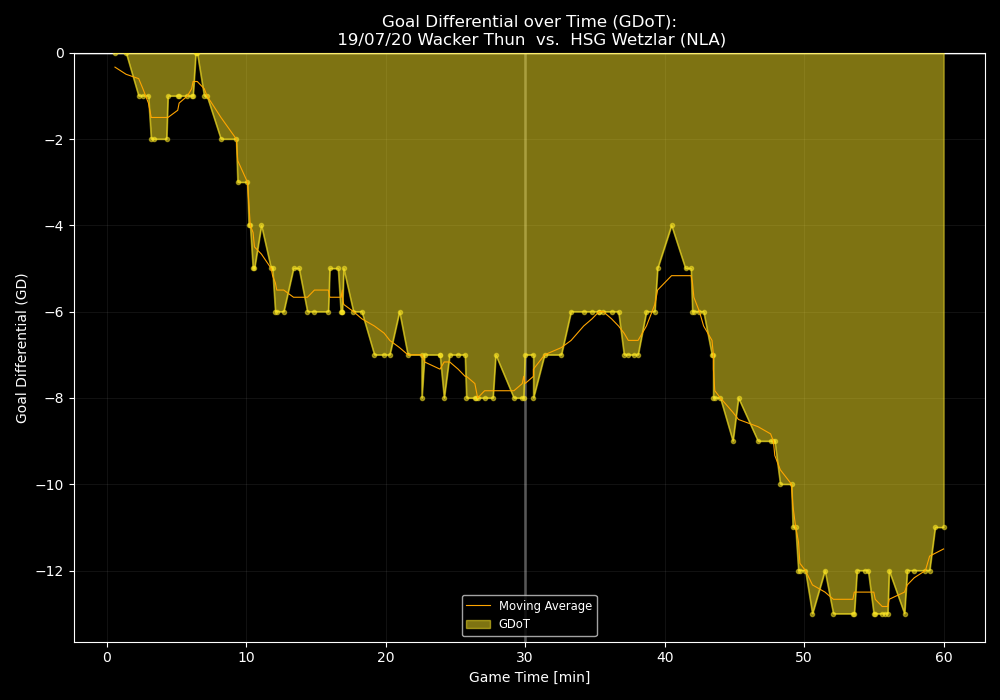 Goal Differential over Time (GDoT):
19/07/20 Wacker Thun  vs.  HSG Wetzlar (NLA)
Goal Differential (GD)
0
−2
−4
−6
−8
−10
−12
Moving Average
GDoT
0 10 20 30 40 50 60
Game Time [min]